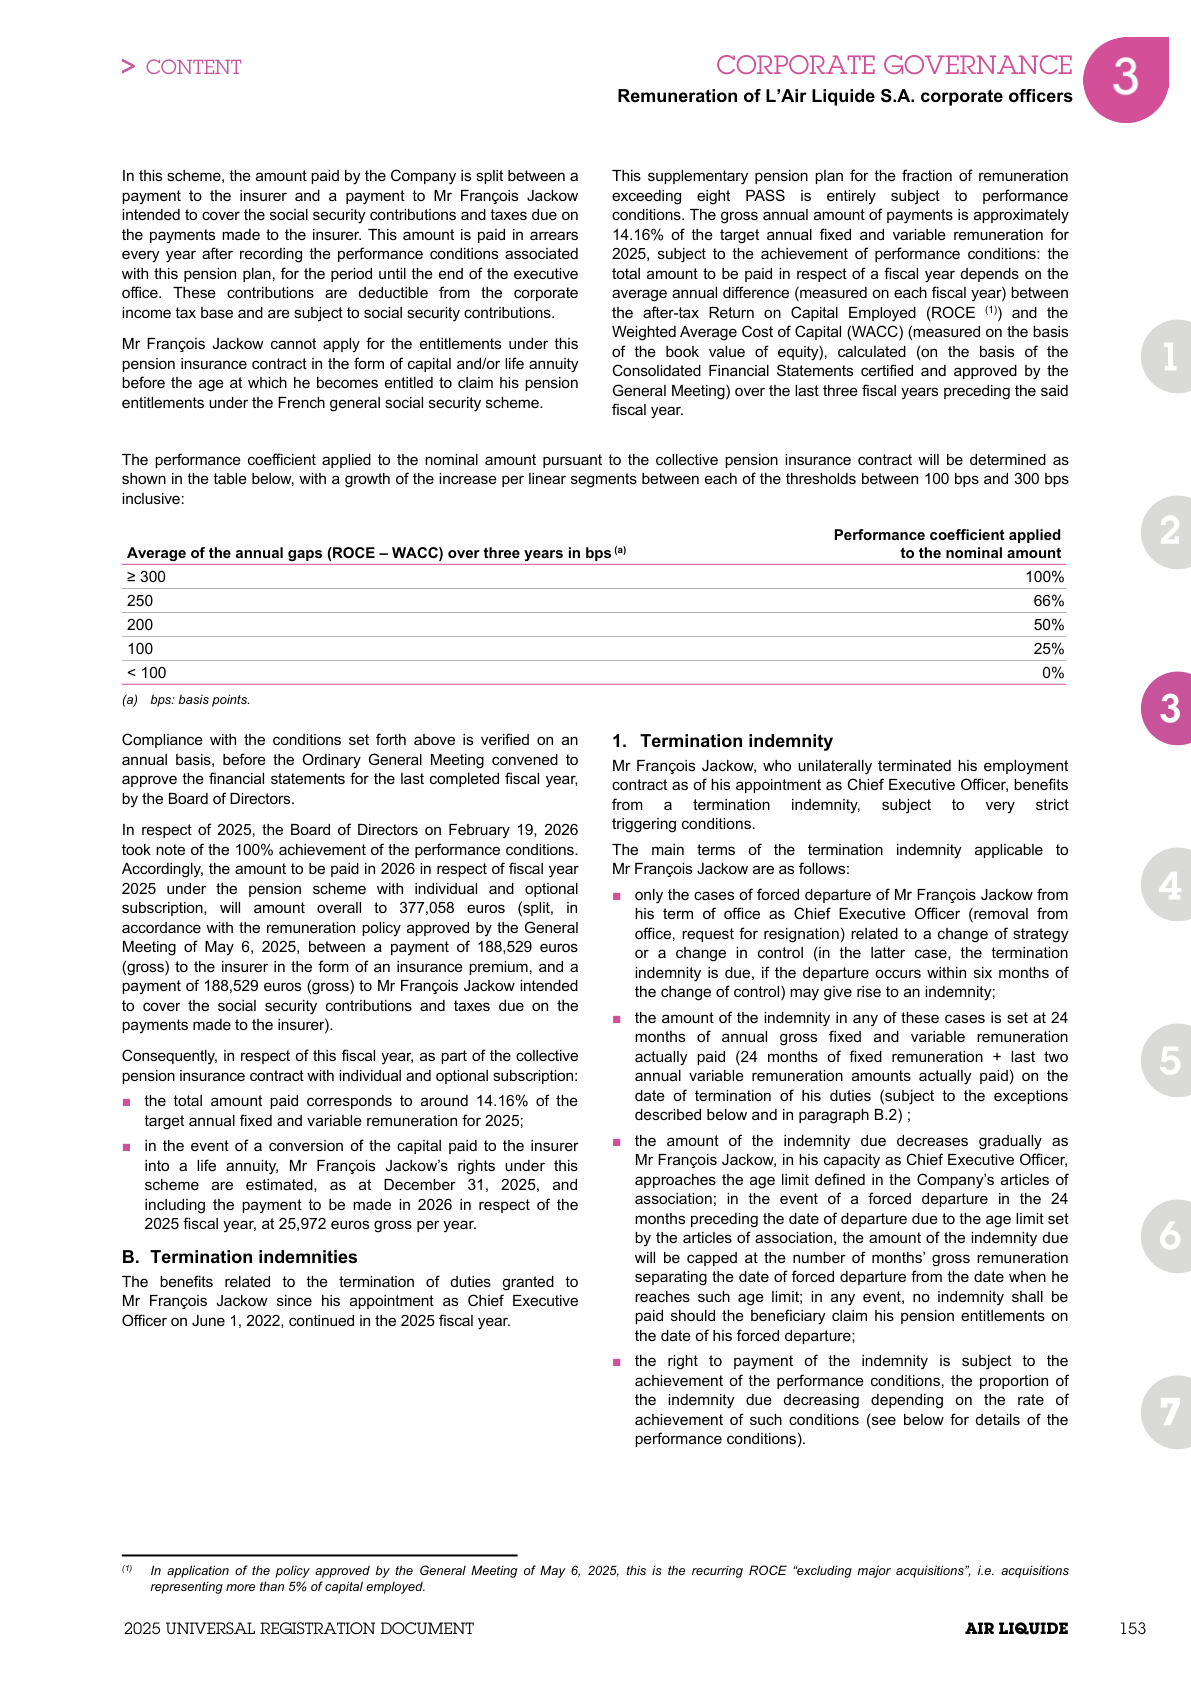 > CONTENT
CORPORATE GOVERNANCE
Remuneration of L’Air Liquide S.A. corporate officers
3
In this scheme, the amount paid by the Company is split between a
payment to the insurer and a payment to Mr François Jackow
intended to cover the social security contributions and taxes due on
the payments made to the insurer. This amount is paid in arrears
every year after recording the performance conditions associated
with this pension plan, for the period until the end of the executive
office. These contributions are deductible from the corporate
income tax base and are subject to social security contributions.
Mr François Jackow cannot apply for the entitlements under this
pension insurance contract in the form of capital and/or life annuity
before the age at which he becomes entitled to claim his pension
entitlements under the French general social security scheme.
This supplementary pension plan for the fraction of remuneration
exceeding eight PASS is entirely subject to performance
conditions. The gross annual amount of payments is approximately
14.16% of the target annual fixed and variable remuneration for
2025, subject to the achievement of performance conditions: the
total amount to be paid in respect of a fiscal year depends on the
average annual difference (measured on each fiscal year) between
the after-tax Return on Capital Employed (ROCE (1)) and the
Weighted Average Cost of Capital (WACC) (measured on the basis
of the book value of equity), calculated (on the basis of the
Consolidated Financial Statements certified and approved by the
General Meeting) over the last three fiscal years preceding the said
fiscal year.
The performance coefficient applied to the nominal amount pursuant to the collective pension insurance contract will be determined as
shown in the table below, with a growth of the increase per linear segments between each of the thresholds between 100 bps and 300 bps
inclusive:
Average of the annual gaps (ROCE – WACC) over three years in bps (a)
Performance coefficient applied
to the nominal amount
≥ 300 100%
250 66%
200 50%
100 25%
< 100 0%
(a) bps: basis points.
Compliance with the conditions set forth above is verified on an
annual basis, before the Ordinary General Meeting convened to
approve the financial statements for the last completed fiscal year,
by the Board of Directors.
In respect of 2025, the Board of Directors on February 19, 2026
took note of the 100% achievement of the performance conditions.
Accordingly, the amount to be paid in 2026 in respect of fiscal year
2025 under the pension scheme with individual and optional
subscription, will amount overall to 377,058 euros (split, in
accordance with the remuneration policy approved by the General
Meeting of May 6, 2025, between a payment of 188,529 euros
(gross) to the insurer in the form of an insurance premium, and a
payment of 188,529 euros (gross) to Mr François Jackow intended
to cover the social security contributions and taxes due on the
payments made to the insurer).
Consequently, in respect of this fiscal year, as part of the collective
pension insurance contract with individual and optional subscription:
■ the total amount paid corresponds to around 14.16% of the
target annual fixed and variable remuneration for 2025;
■ in the event of a conversion of the capital paid to the insurer
into a life annuity, Mr François Jackow’s rights under this
scheme are estimated, as at December 31, 2025, and
including the payment to be made in 2026 in respect of the
2025 fiscal year, at 25,972 euros gross per year.
B. Termination indemnities
The benefits related to the termination of duties granted to
Mr François Jackow since his appointment as Chief Executive
Officer on June 1, 2022, continued in the 2025 fiscal year.
1. Termination indemnity
Mr François Jackow, who unilaterally terminated his employment
contract as of his appointment as Chief Executive Officer, benefits
from a termination indemnity, subject to very strict
triggering conditions.
The main terms of the termination indemnity applicable to
Mr François Jackow are as follows:
■ only the cases of forced departure of Mr François Jackow from
his term of office as Chief Executive Officer (removal from
office, request for resignation) related to a change of strategy
or a change in control (in the latter case, the termination
indemnity is due, if the departure occurs within six months of
the change of control) may give rise to an indemnity;
■ the amount of the indemnity in any of these cases is set at 24
months of annual gross fixed and variable remuneration
actually paid (24 months of fixed remuneration + last two
annual variable remuneration amounts actually paid) on the
date of termination of his duties (subject to the exceptions
described below and in paragraph B.2) ;
■ the amount of the indemnity due decreases gradually as
Mr François Jackow, in his capacity as Chief Executive Officer,
approaches the age limit defined in the Company’s articles of
association; in the event of a forced departure in the 24
months preceding the date of departure due to the age limit set
by the articles of association, the amount of the indemnity due
will be capped at the number of months’ gross remuneration
separating the date of forced departure from the date when he
reaches such age limit; in any event, no indemnity shall be
paid should the beneficiary claim his pension entitlements on
the date of his forced departure;
■ the right to payment of the indemnity is subject to the
achievement of the performance conditions, the proportion of
the indemnity due decreasing depending on the rate of
achievement of such conditions (see below for details of the
performance conditions).
1
2
3
4
5
6
7
(1) In application of the policy approved by the General Meeting of May 6, 2025, this is the recurring ROCE “excluding major acquisitions”, i.e. acquisitions
representing more than 5% of capital employed.
2025 UNIVERSAL REGISTRATION DOCUMENT
AIR LIQUIDE 153